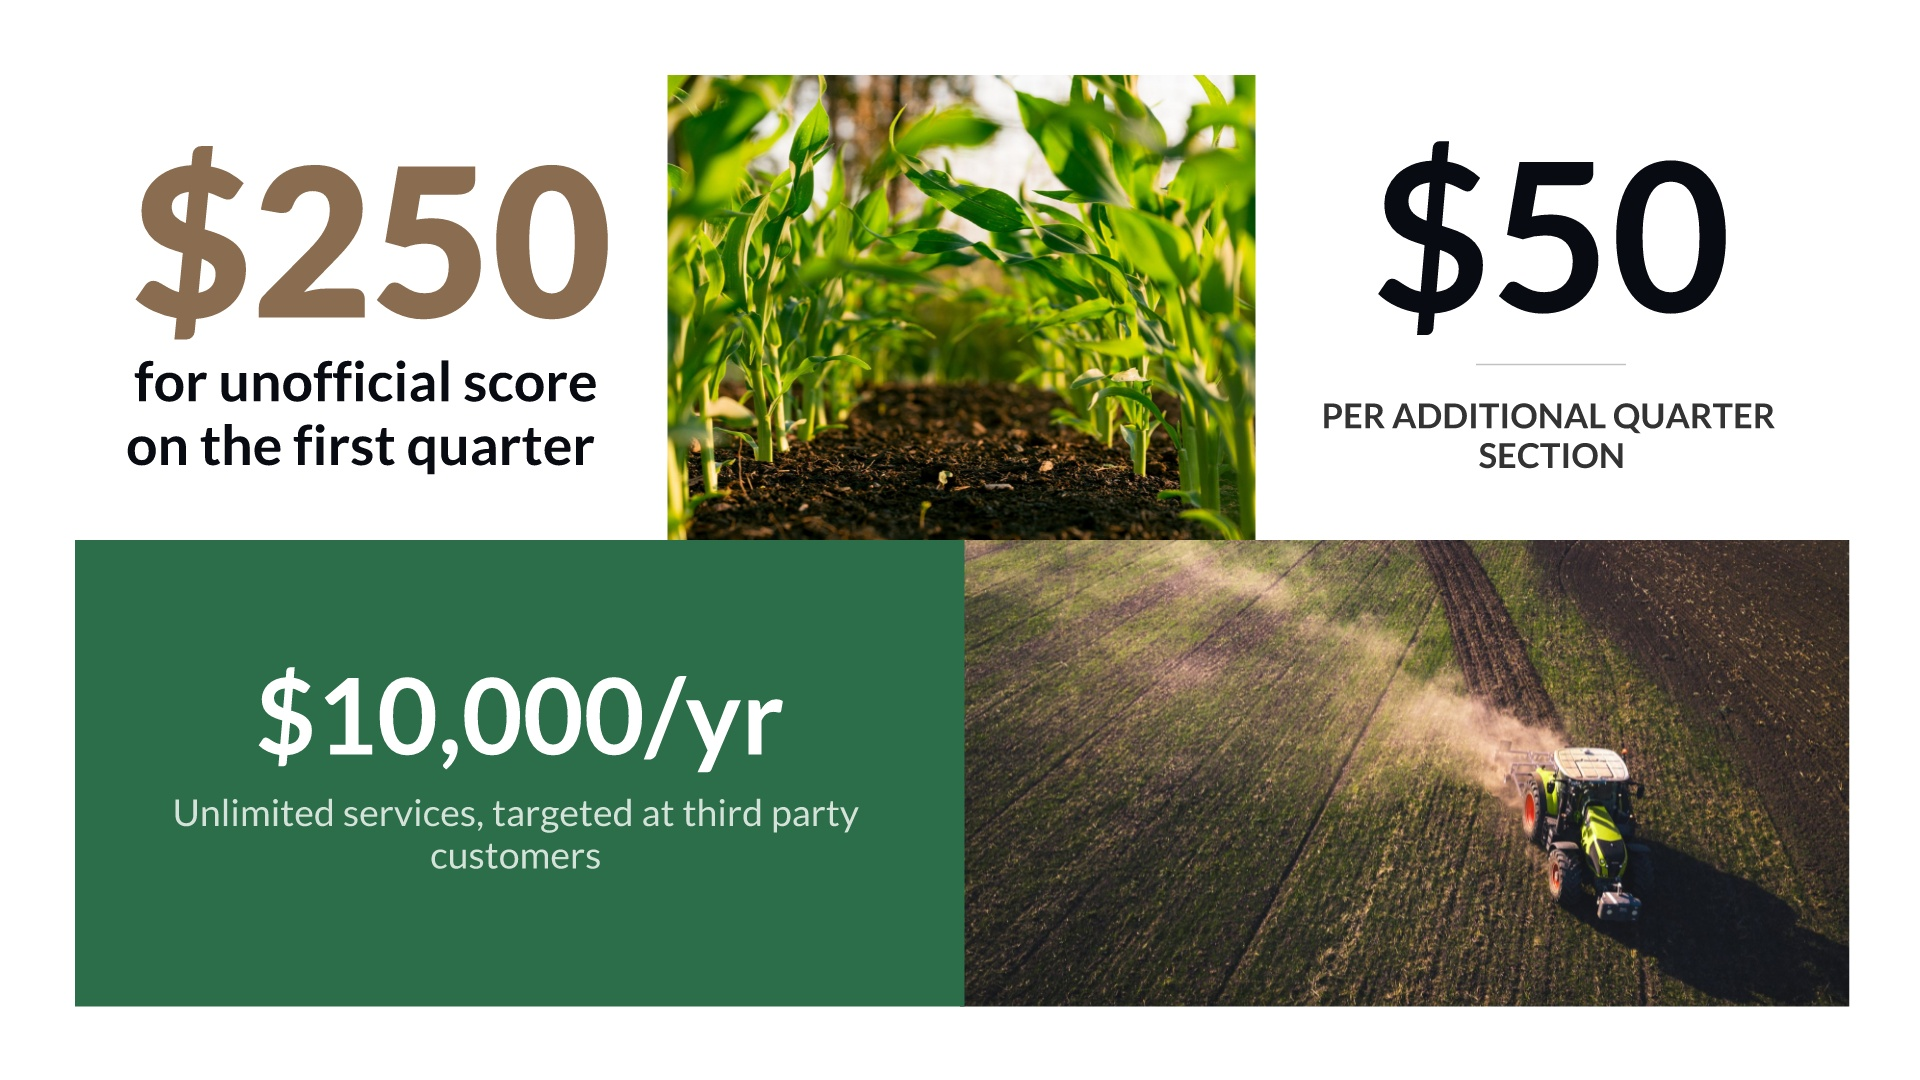 $250
for unofficial score
on the first quarter
$50
PER ADDITIONAL QUARTER
SECTION
$10,000/yr
Unlimited services, targeted at third party
customers